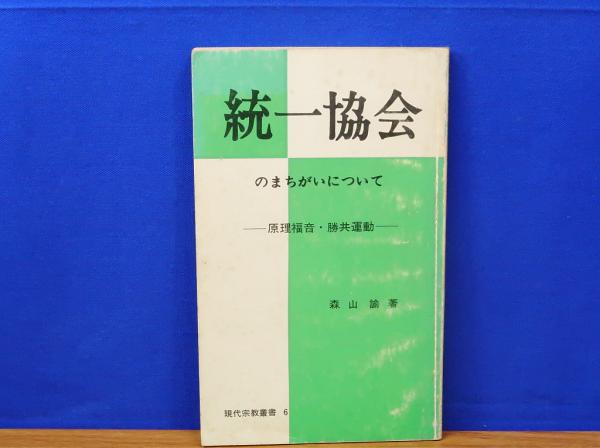 統一協会
のまちがいについて
──原理福音・勝共運動──
森山諭著
現代宗教叢書 6